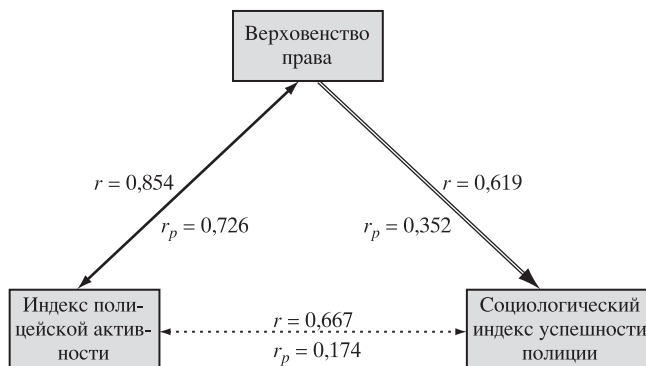 Верховенство
права
r = 0,854
r = 0,619
r_p = 0,726
r_p = 0,352
Индекс поли-
цейской актив-
ности
r = 0,667
r_p = 0,174
Социологический
индекс успешности
полиции